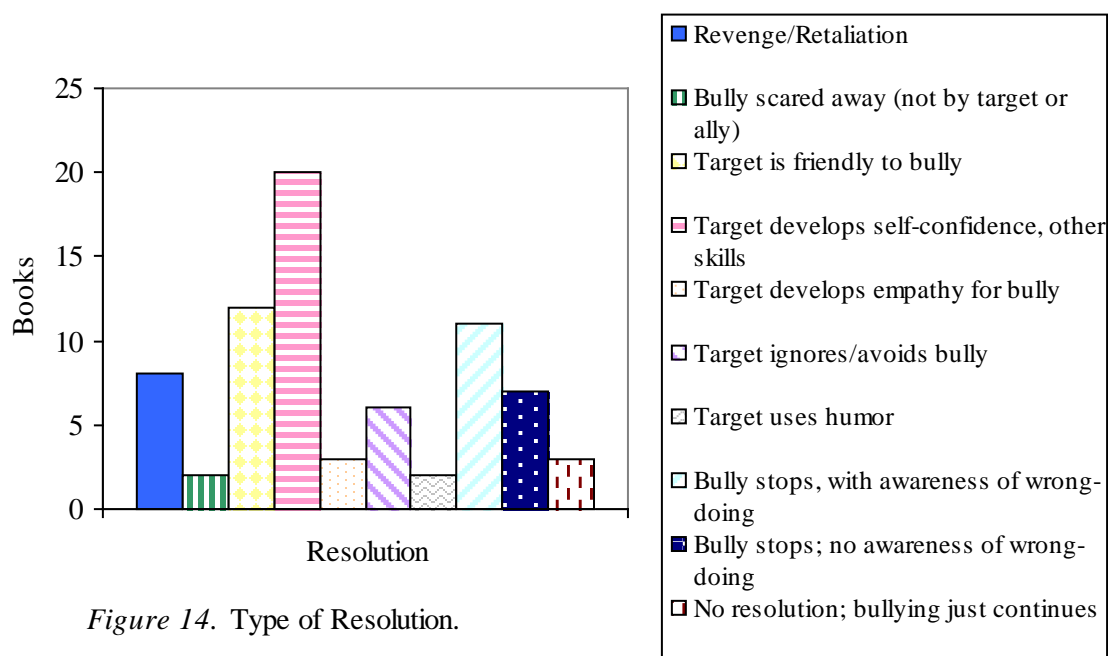 25
20
15
10
5
0
Books
Resolution
Figure 14. Type of Resolution.
Revenge/Retaliation
Bully scared away (not by target or
ally)
Target is friendly to bully
Target develops self-confidence, other
skills
Target develops empathy for bully
Target ignores/avoids bully
Target uses humor
Bully stops, with awareness of wrong-
doing
Bully stops; no awareness of wrong-
doing
No resolution; bullying just continues